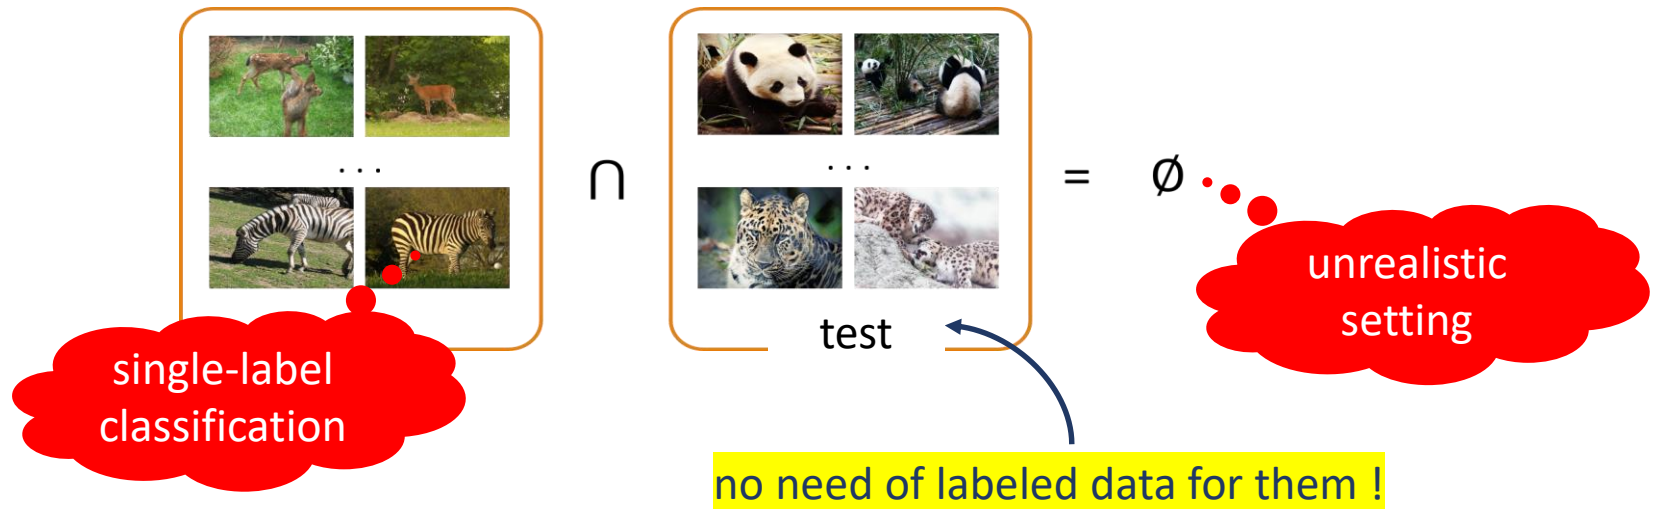 . . .
∩
. . .
= ∅
unrealistic
setting
test
single-label
classification
no need of labeled data for them !